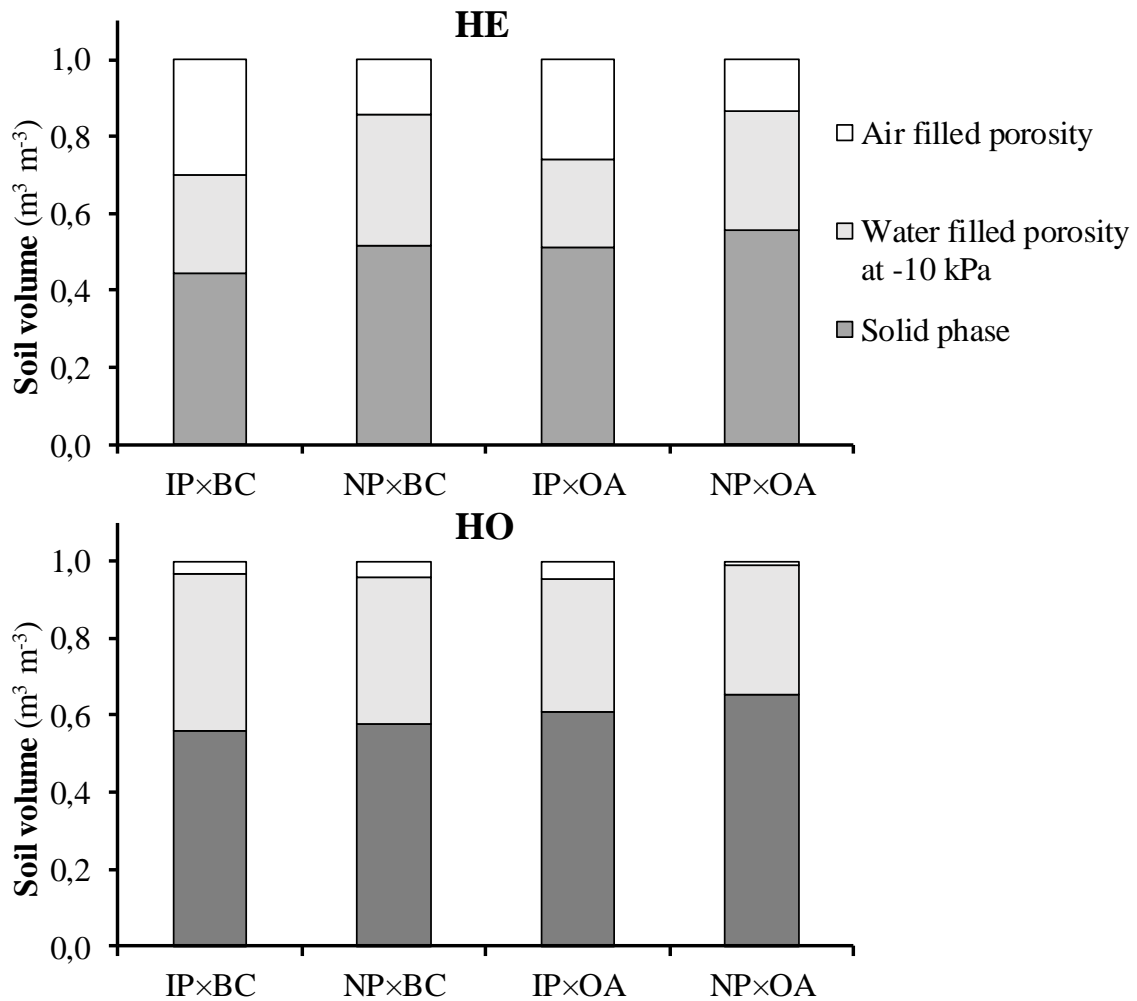 HE
Soil volume (m³ m⁻³)
1,0
0,8
0,6
0,4
0,2
0,0
IP×BC NP×BC IP×OA NP×OA
Air filled porosity
Water filled porosity
at -10 kPa
Solid phase
HO
Soil volume (m³ m⁻³)
1,0
0,8
0,6
0,4
0,2
0,0
IP×BC NP×BC IP×OA NP×OA